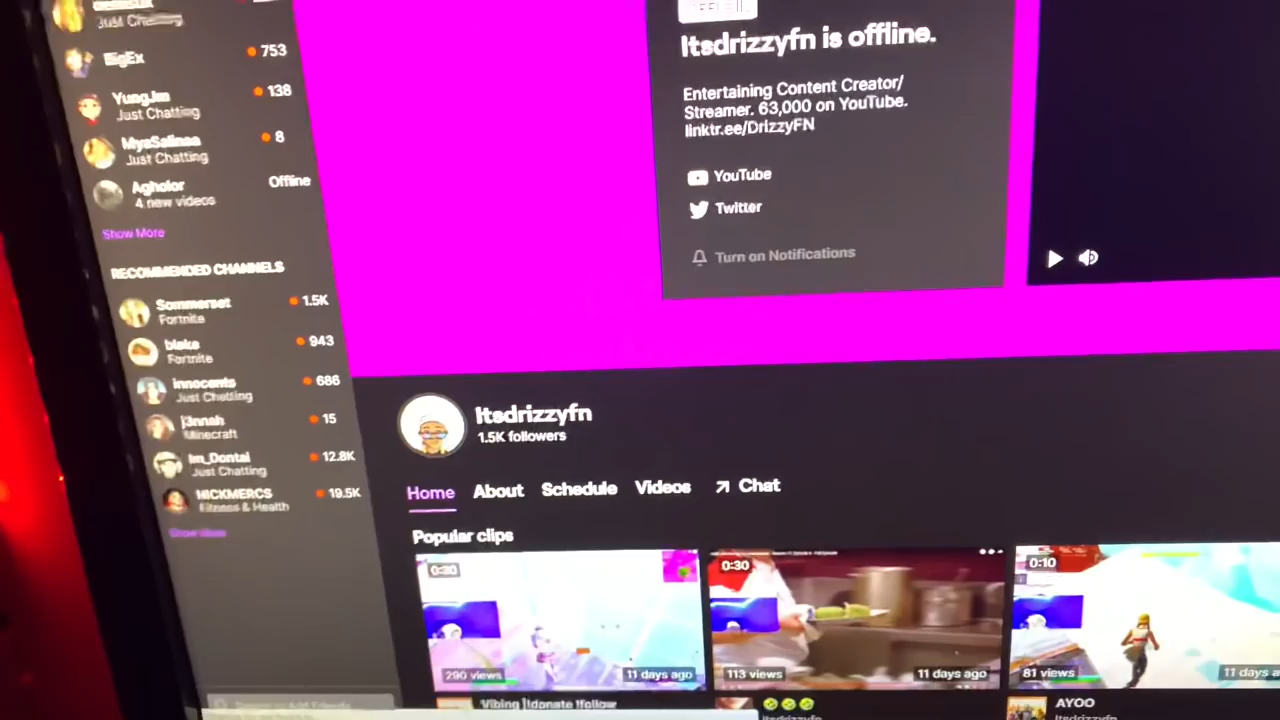 Just Chatting
BigEx
753
YungJm
138
Just Chatting
MyaSalinas
8
Just Chatting
Agholor
Offline
4 new videos
Show More
RECOMMENDED CHANNELS
Sommerset
1.5K
Fortnite
blake
943
Fortnite
innocents
686
Just Chatting
j3nnah
15
Minecraft
Im_Dontai
12.8K
Just Chatting
NICKMERCS
19.5K
Fitness & Health
Show More
Itsdrizzyfn is offline.
Entertaining Content Creator/
Streamer. 63,000 on YouTube.
linktr.ee/DrizzyFN
YouTube
Twitter
Turn on Notifications
Itsdrizzyfn
1.5K followers
Home About Schedule Videos Chat
Popular clips
0:30
290 views
11 days ago
Vibing !donate !follow
0:30
113 views
11 days ago
Itsdrizzyfn
0:10
81 views
11 days a
AYOO
Itsdrizzyfn